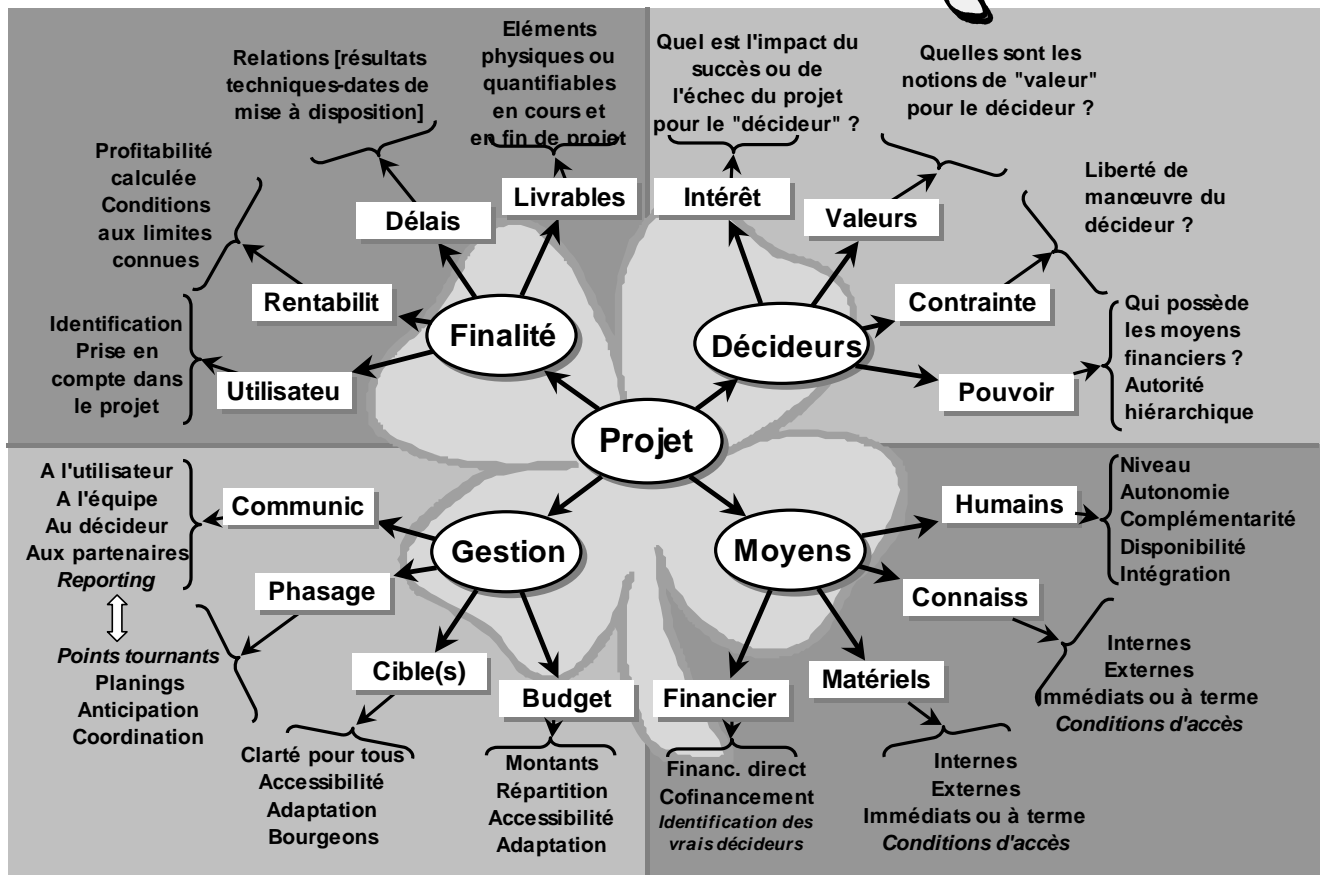 Eléments
physiques ou
quantifiables
en cours et
en fin de projet
Relations [résultats
techniques-dates de
mise à disposition]
Profitabilité
calculée
Conditions
aux limites
connues
Identification
Prise en
compte dans
le projet
Livrables
Délais
Rentabilit
Utilisateu
Finalité
Quel est l'impact du
succès ou de
l'échec du projet
pour le "décideur" ?
Quelles sont les
notions de "valeur"
pour le décideur ?
Liberté de
manœuvre du
décideur ?
Qui possède
les moyens
financiers ?
Autorité
hiérarchique
Intérêt
Valeurs
Contrainte
Pouvoir
Décideurs
Projet
A l'utilisateur
A l'équipe
Au décideur
Aux partenaires
Reporting
Points tournants
Planings
Anticipation
Coordination
Communic
Phasage
Cible(s)
Budget
Gestion
Clarté pour tous
Accessibilité
Adaptation
Bourgeons
Montants
Répartition
Accessibilité
Adaptation
Moyens
Humains
Connaiss
Matériels
Financier
Niveau
Autonomie
Complémentarité
Disponibilité
Intégration
Internes
Externes
Immédiats ou à terme
Conditions d'accès
Internes
Externes
Immédiats ou à terme
Conditions d'accès
Financ. direct
Cofinancement
Identification des
vrais décideurs